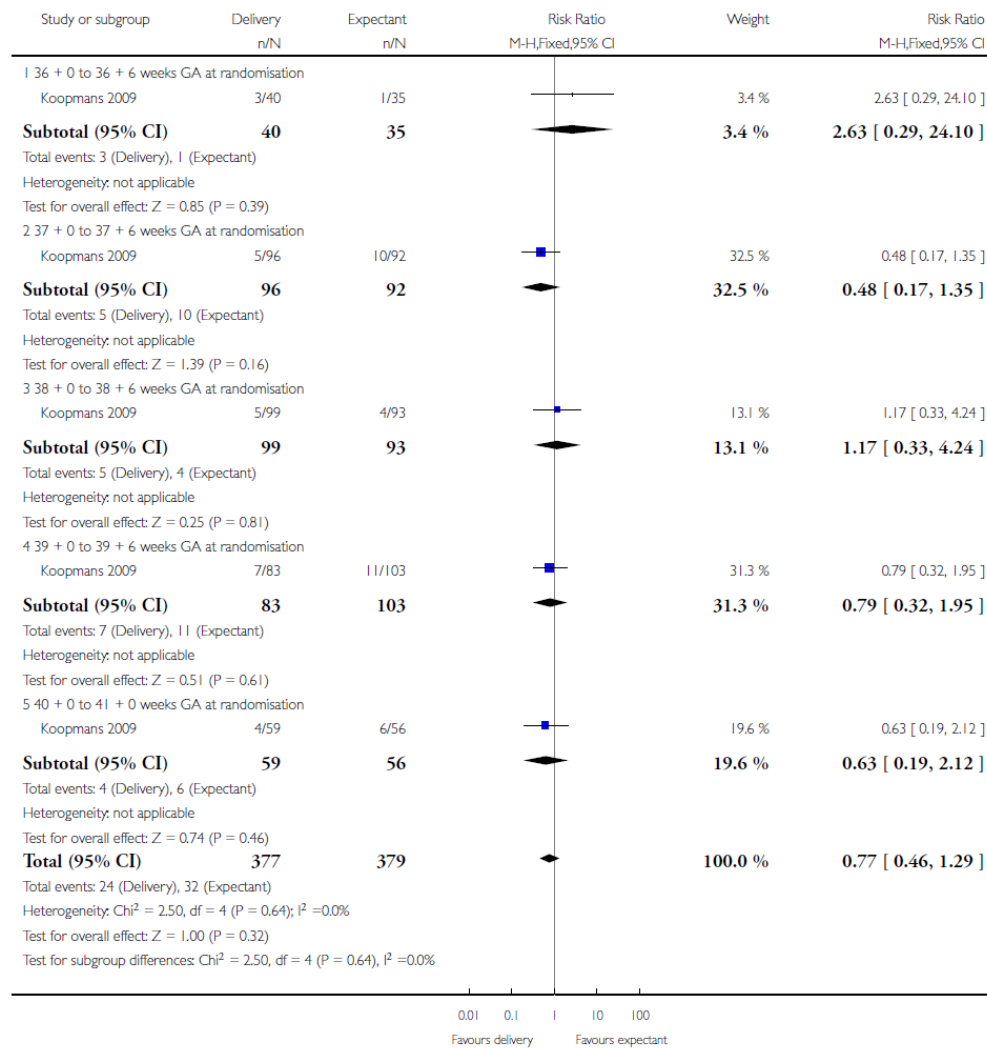 Study or subgroup Delivery Expectant Risk Ratio Weight Risk Ratio
n/N n/N M-H,Fixed,95% CI M-H,Fixed,95% CI
1 36 + 0 to 36 + 6 weeks GA at randomisation
Koopmans 2009 3/40 1/35 3.4 % 2.63 [ 0.29, 24.10 ]
Subtotal (95% CI) 40 35 3.4 % 2.63 [ 0.29, 24.10 ]
Total events: 3 (Delivery), 1 (Expectant)
Heterogeneity: not applicable
Test for overall effect: Z = 0.85 (P = 0.39)
2 37 + 0 to 37 + 6 weeks GA at randomisation
Koopmans 2009 5/96 10/92 32.5 % 0.48 [ 0.17, 1.35 ]
Subtotal (95% CI) 96 92 32.5 % 0.48 [ 0.17, 1.35 ]
Total events: 5 (Delivery), 10 (Expectant)
Heterogeneity: not applicable
Test for overall effect: Z = 1.39 (P = 0.16)
3 38 + 0 to 38 + 6 weeks GA at randomisation
Koopmans 2009 5/99 4/93 13.1 % 1.17 [ 0.33, 4.24 ]
Subtotal (95% CI) 99 93 13.1 % 1.17 [ 0.33, 4.24 ]
Total events: 5 (Delivery), 4 (Expectant)
Heterogeneity: not applicable
Test for overall effect: Z = 0.25 (P = 0.81)
4 39 + 0 to 39 + 6 weeks GA at randomisation
Koopmans 2009 7/83 11/103 31.3 % 0.79 [ 0.32, 1.95 ]
Subtotal (95% CI) 83 103 31.3 % 0.79 [ 0.32, 1.95 ]
Total events: 7 (Delivery), 11 (Expectant)
Heterogeneity: not applicable
Test for overall effect: Z = 0.51 (P = 0.61)
5 40 + 0 to 41 + 0 weeks GA at randomisation
Koopmans 2009 4/59 6/56 19.6 % 0.63 [ 0.19, 2.12 ]
Subtotal (95% CI) 59 56 19.6 % 0.63 [ 0.19, 2.12 ]
Total events: 4 (Delivery), 6 (Expectant)
Heterogeneity: not applicable
Test for overall effect: Z = 0.74 (P = 0.46)
Total (95% CI) 377 379 100.0 % 0.77 [ 0.46, 1.29 ]
Total events: 24 (Delivery), 32 (Expectant)
Heterogeneity: Chi² = 2.50, df = 4 (P = 0.64); I² =0.0%
Test for overall effect: Z = 1.00 (P = 0.32)
Test for subgroup differences: Chi² = 2.50, df = 4 (P = 0.64), I² =0.0%
0.01 0.1 1 10 100
Favours delivery Favours expectant